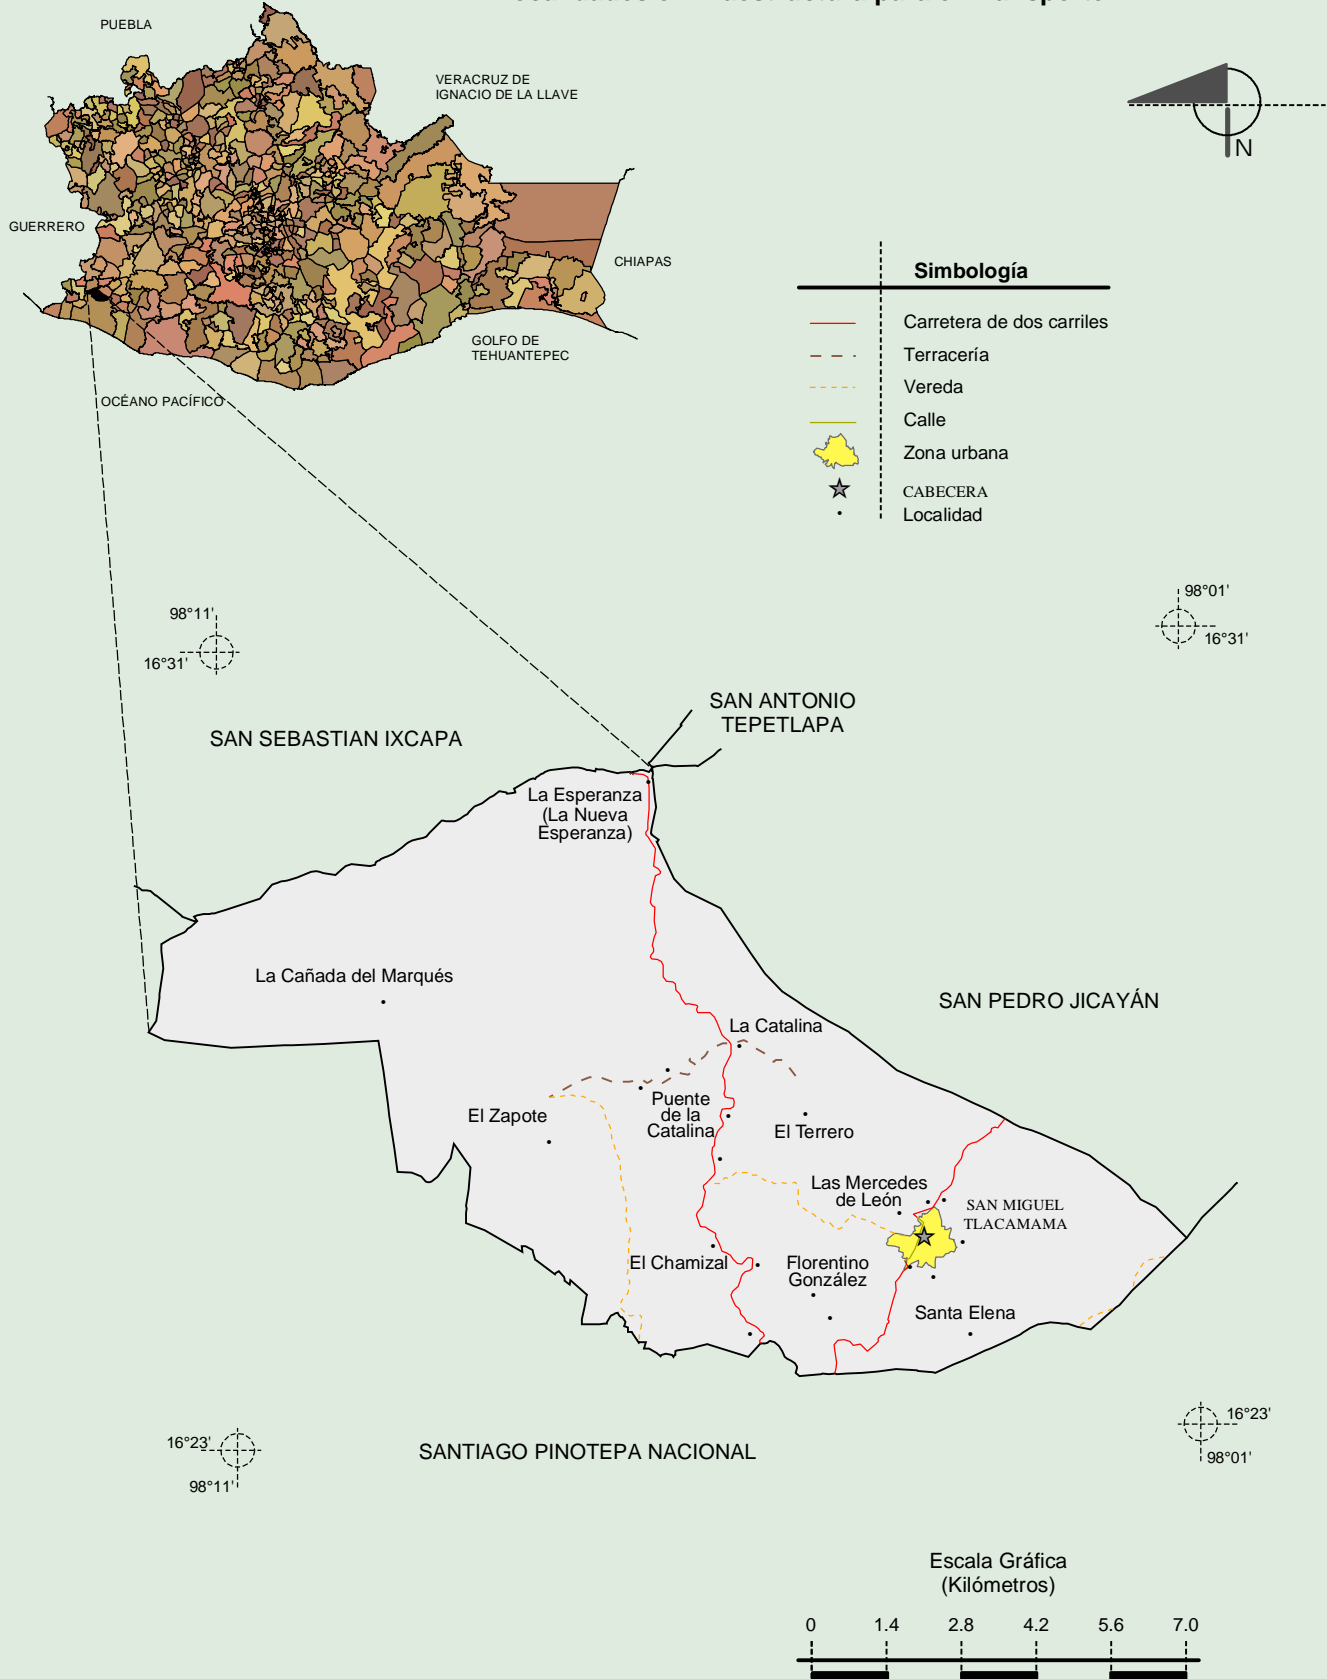 PUEBLA
VERACRUZ DE
IGNACIO DE LA LLAVE
N
GUERRERO
CHIAPAS
GOLFO DE
TEHUANTEPEC
OCÉANO PACÍFICO
Simbología
Carretera de dos carriles
Terracería
Vereda
Calle
Zona urbana
CABECERA
Localidad
98°11'
16°31'
98°01'
16°31'
SAN ANTONIO
TEPETLAPA
SAN SEBASTIAN IXCAPA
La Esperanza
(La Nueva
Esperanza)
La Cañada del Marqués
SAN PEDRO JICAYÁN
La Catalina
Puente
de la
Catalina
El Zapote
El Terrero
Las Mercedes
de León
SAN MIGUEL
TLACAMAMA
El Chamizal
Florentino
González
Santa Elena
16°23'
98°11'
SANTIAGO PINOTEPA NACIONAL
16°23'
98°01'
Escala Gráfica
(Kilómetros)
0 1.4 2.8 4.2 5.6 7.0